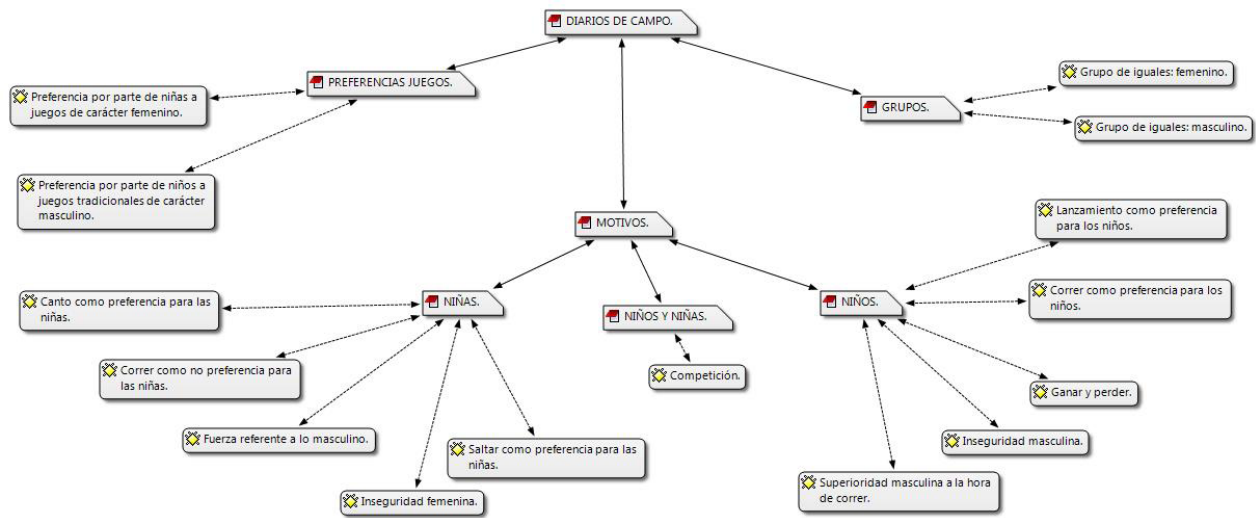 DIARIOS DE CAMPO.
PREFERENCIAS JUEGOS.
Preferencia por parte de niñas a
juegos de carácter femenino.
Preferencia por parte de niños a
juegos tradicionales de carácter
masculino.
GRUPOS.
Grupo de iguales: femenino.
Grupo de iguales: masculino.
MOTIVOS.
NIÑAS.
Canto como preferencia para las
niñas.
Correr como no preferencia para
las niñas.
Fuerza referente a lo masculino.
Inseguridad femenina.
Saltar como preferencia para las
niñas.
NIÑOS Y NIÑAS.
Competición.
NIÑOS.
Lanzamiento como preferencia
para los niños.
Correr como preferencia para los
niños.
Ganar y perder.
Inseguridad masculina.
Superioridad masculina a la hora
de correr.